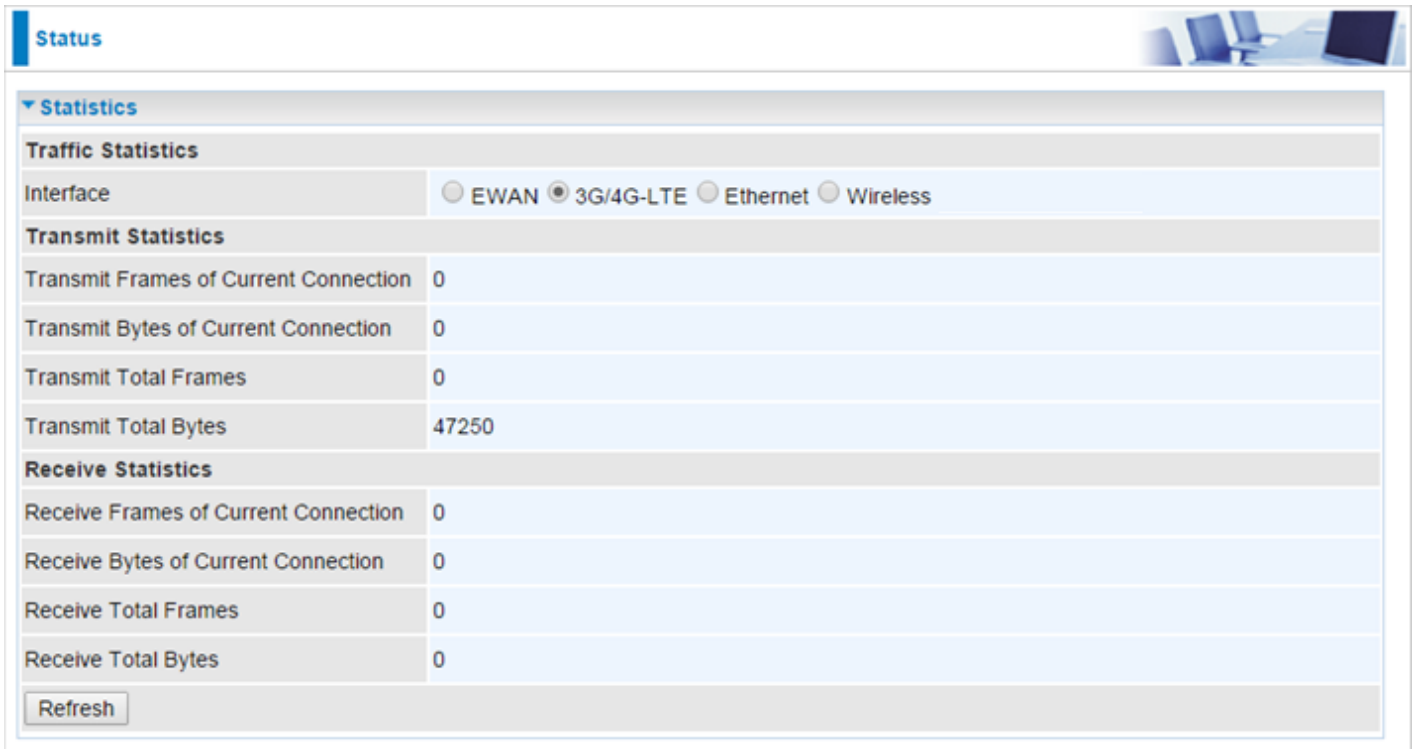 Status
Statistics
Traffic Statistics
Interface EWAN 3G/4G-LTE Ethernet Wireless
Transmit Statistics
Transmit Frames of Current Connection 0
Transmit Bytes of Current Connection 0
Transmit Total Frames 0
Transmit Total Bytes 47250
Receive Statistics
Receive Frames of Current Connection 0
Receive Bytes of Current Connection 0
Receive Total Frames 0
Receive Total Bytes 0
Refresh